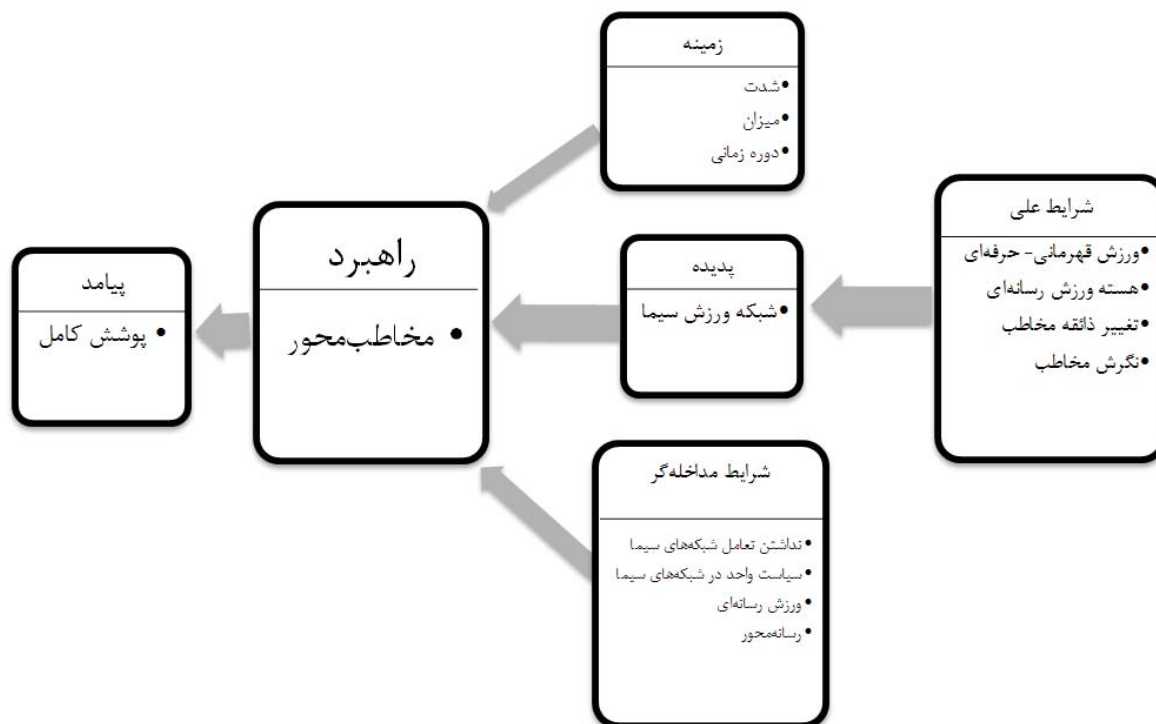 زمینه
•شدت
•میزان
•دوره زمانی
شرایط علی
•ورزش قهرمانی- حرفه‌ای
•هسته ورزش رسانه‌ای
•تغییر ذائقه مخاطب
•نگرش مخاطب
پدیده
•شبکه ورزش سیما
راهبرد
• مخاطب‌محور
پیامد
• پوشش کامل
شرایط مداخله‌گر
•نداشتن تعامل شبکه‌های سیما
•سیاست واحد در شبکه‌های سیما
•ورزش رسانه‌ای
•رسانه‌محور